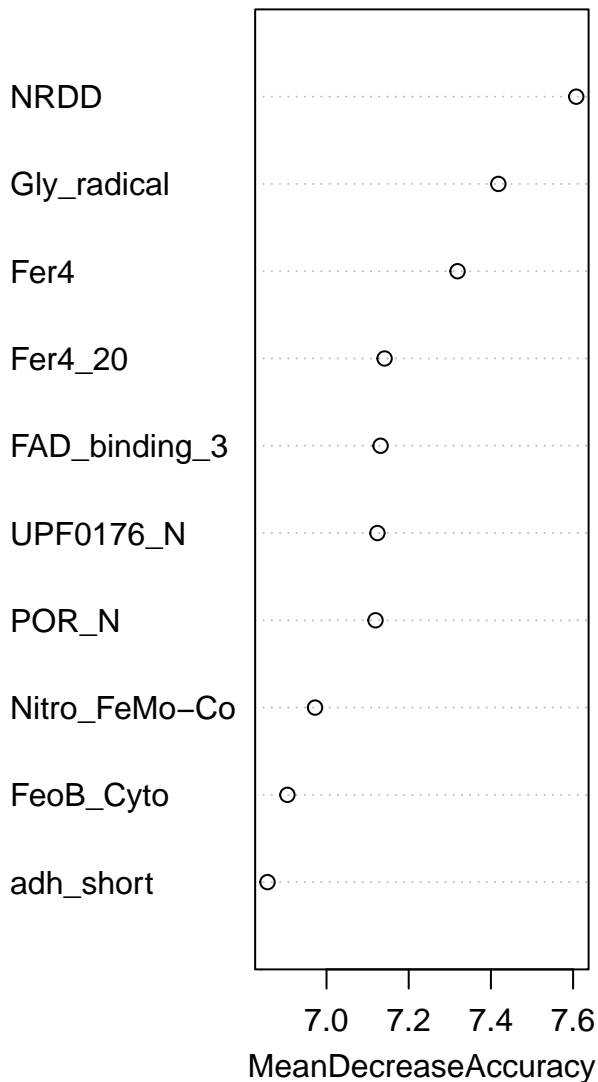 NRDD
Gly_radical
Fer4
Fer4_20
FAD_binding_3
UPF0176_N
POR_N
Nitro_FeMo−Co
FeoB_Cyto
adh_short
7.0 7.2 7.4 7.6
MeanDecreaseAccuracy